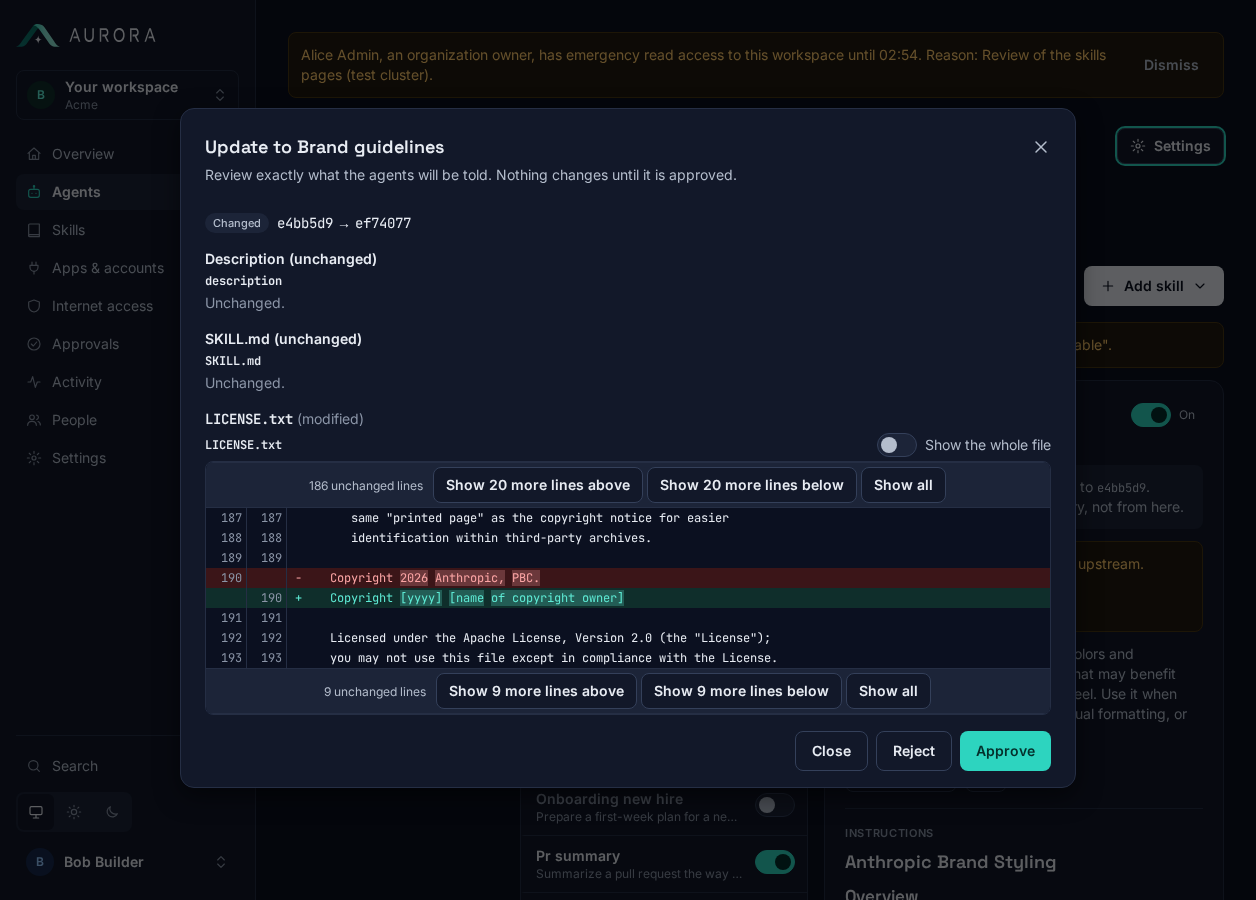 AURORA
Alice Admin, an organization owner, has emergency read access to this workspace until 02:54. Reason: Review of the skills
pages (test cluster).
Dismiss
B
Your workspace
Acme
Overview
Agents
Skills
Apps & accounts
Internet access
Approvals
Activity
People
Settings
Search
B
Bob Builder
Settings
Add skill
able".
On
to e4bb5d9.
y, not from here.
upstream.
olors and
hat may benefit
eel. Use it when
ual formatting, or
Update to Brand guidelines
Review exactly what the agents will be told. Nothing changes until it is approved.
Changed e4bb5d9 → ef74077
Description (unchanged)
description
Unchanged.
SKILL.md (unchanged)
SKILL.md
Unchanged.
LICENSE.txt (modified)
LICENSE.txt
Show the whole file
186 unchanged lines Show 20 more lines above Show 20 more lines below Show all
187 187 same "printed page" as the copyright notice for easier
188 188 identification within third-party archives.
189 189
190 - Copyright 2026 Anthropic, PBC.
190 + Copyright [yyyy] [name of copyright owner]
191 191
192 192 Licensed under the Apache License, Version 2.0 (the "License");
193 193 you may not use this file except in compliance with the License.
9 unchanged lines Show 9 more lines above Show 9 more lines below Show all
Close Reject Approve
Onboarding new hire
Prepare a first-week plan for a ne...
Pr summary
Summarize a pull request the way ...
INSTRUCTIONS
Anthropic Brand Styling
Overview